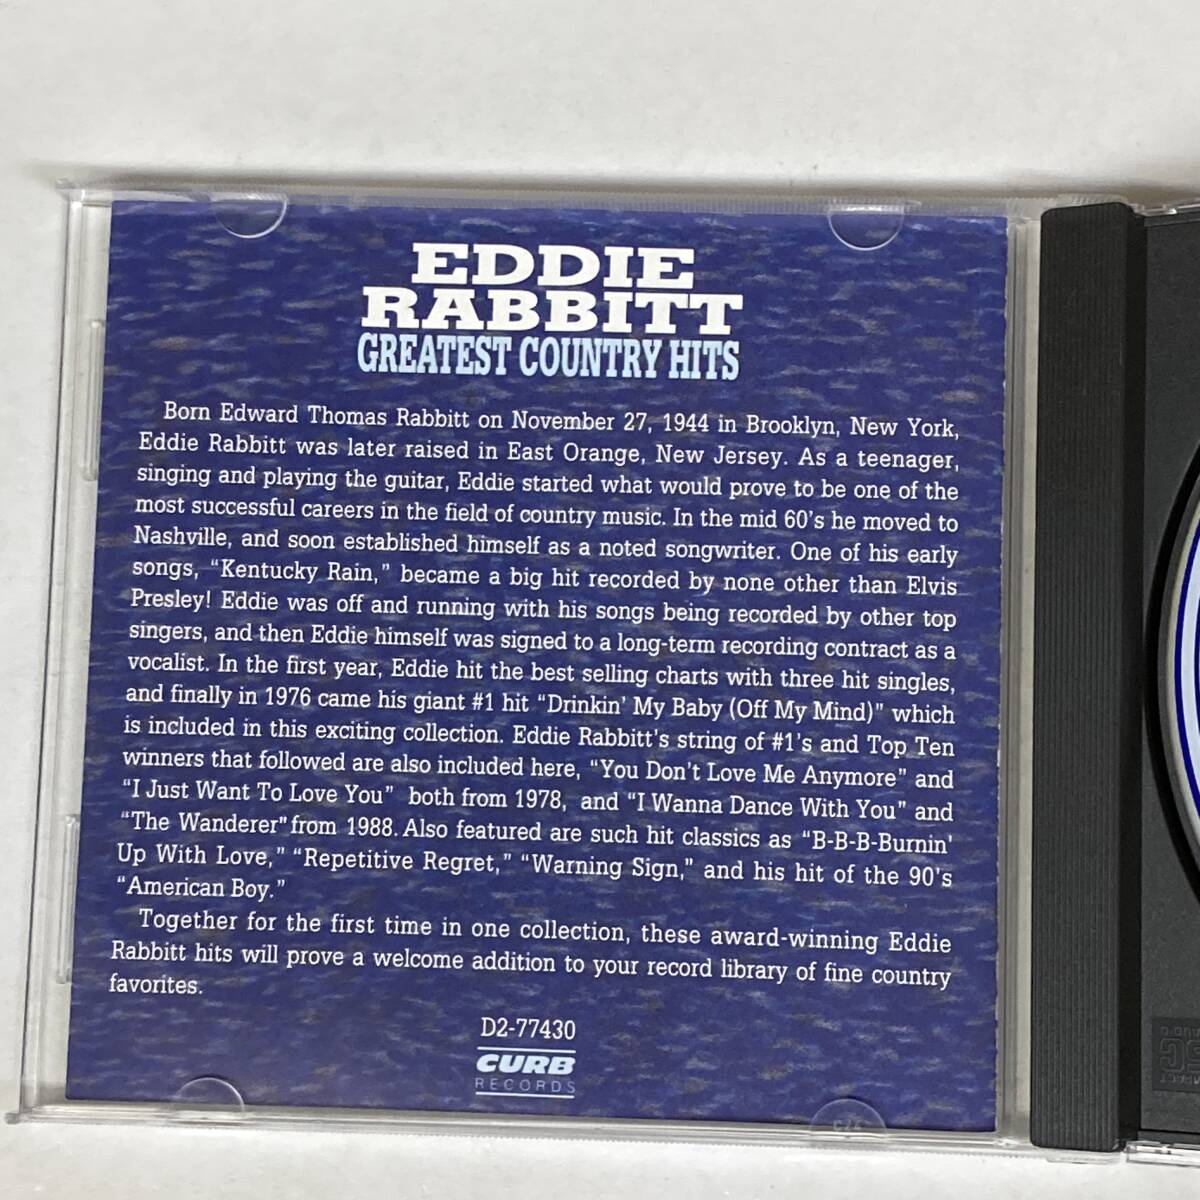 EDDIE
RABBITT
GREATEST COUNTRY HITS
Born Edward Thomas Rabbitt on November 27, 1944 in Brooklyn, New York,
Eddie Rabbitt was later raised in East Orange, New Jersey. As a teenager,
singing and playing the guitar, Eddie started what would prove to be one of the
most successful careers in the field of country music. In the mid 60's he moved to
Nashville, and soon established himself as a noted songwriter. One of his early
songs, "Kentucky Rain," became a big hit recorded by none other than Elvis
Presley! Eddie was off and running with his songs being recorded by other top
singers, and then Eddie himself was signed to a long-term recording contract as a
vocalist. In the first year, Eddie hit the best selling charts with three hit singles,
and finally in 1976 came his giant #1 hit "Drinkin' My Baby (Off My Mind)" which
is included in this exciting collection. Eddie Rabbitt's string of #1's and Top Ten
winners that followed are also included here, "You Don't Love Me Anymore" and
"I Just Want To Love You" both from 1978, and "I Wanna Dance With You" and
"The Wanderer" from 1988. Also featured are such hit classics as "B-B-B-Burnin'
Up With Love," "Repetitive Regret," "Warning Sign," and his hit of the 90's
"American Boy."
Together for the first time in one collection, these award-winning Eddie
Rabbitt hits will prove a welcome addition to your record library of fine country
favorites.
D2-77430
CURB
RECORDS